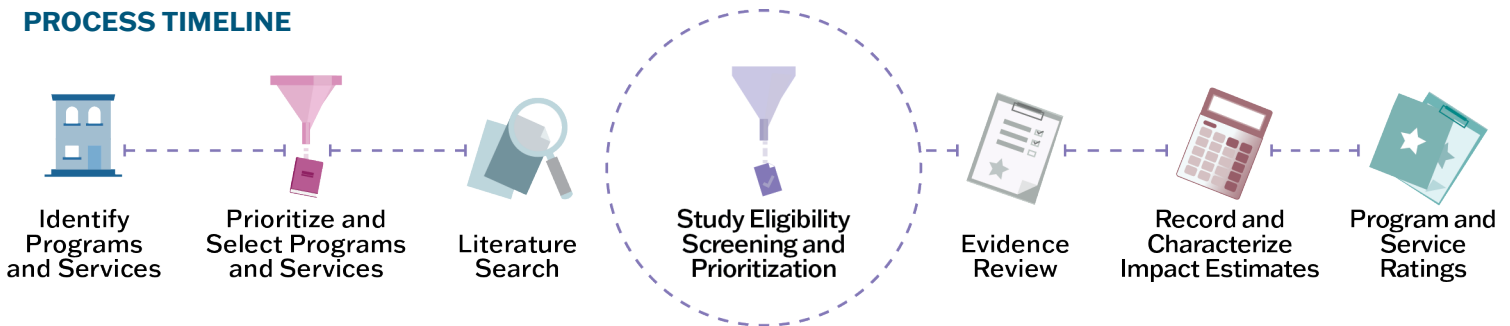 PROCESS TIMELINE
Identify
Programs
and Services
Prioritize and
Select Programs
and Services
Literature
Search
Study Eligibility
Screening and
Prioritization
Evidence
Review
Record and
Characterize
Impact Estimates
Program and
Service
Ratings